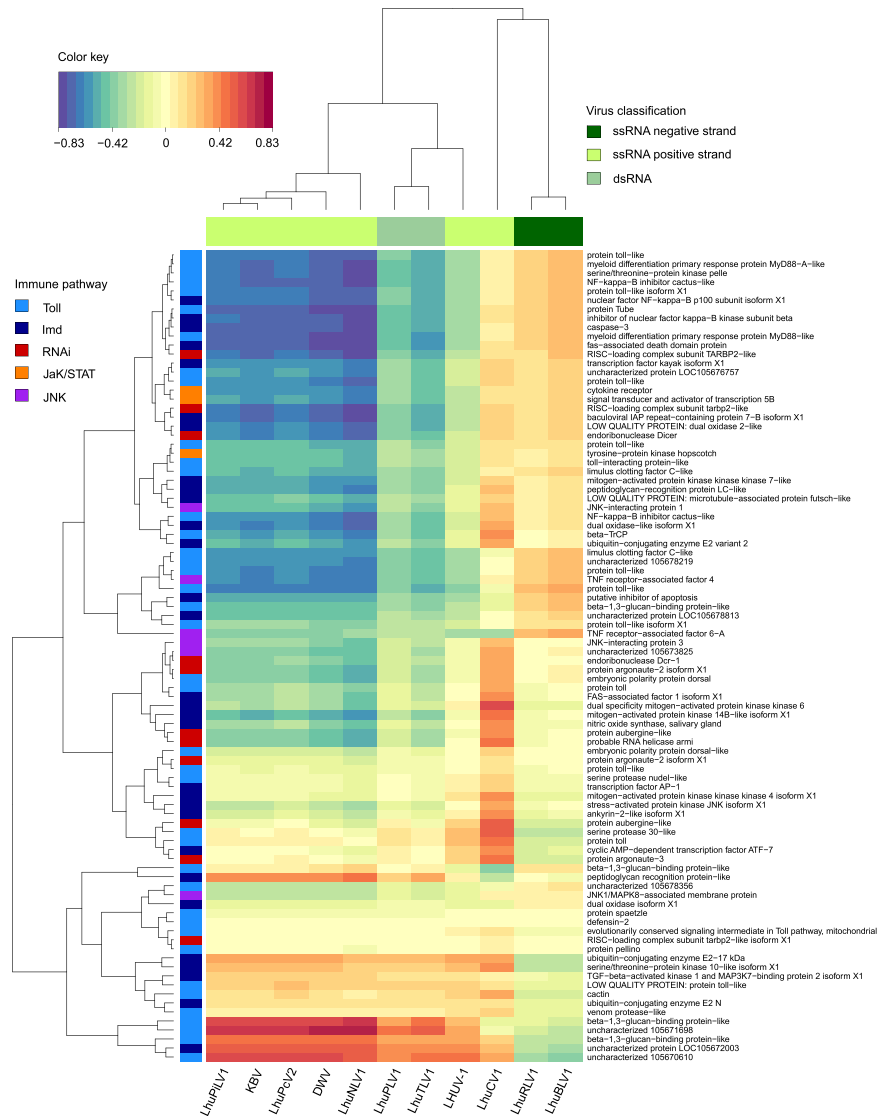 Color key
−0.83
−0.42
0
0.42
0.83
Virus classification
ssRNA negative strand
ssRNA positive strand
dsRNA
Immune pathway
Toll
Imd
RNAi
JaK/STAT
JNK
protein toll−like
myeloid differentiation primary response protein MyD88−A−like
serine/threonine−protein kinase pelle
NF−kappa−B inhibitor cactus−like
protein toll−like isoform X1
nuclear factor NF−kappa−B p100 subunit isoform X1
protein Tube
inhibitor of nuclear factor kappa−B kinase subunit beta
caspase−3
myeloid differentiation primary response protein MyD88−like
fas−associated death domain protein
RISC−loading complex subunit TARBP2−like
transcription factor kayak isoform X1
uncharacterized protein LOC105676757
protein toll−like
cytokine receptor
signal transducer and activator of transcription 5B
RISC−loading complex subunit tarbp2−like
baculoviral IAP repeat−containing protein 7−B isoform X1
LOW QUALITY PROTEIN: dual oxidase 2−like
endoribonuclease Dicer
protein toll−like
tyrosine−protein kinase hopscotch
toll−interacting protein−like
limulus clotting factor C−like
mitogen−activated protein kinase kinase kinase 7−like
peptidoglycan−recognition protein LC−like
LOW QUALITY PROTEIN: microtubule−associated protein futsch−like
JNK−interacting protein 1
NF−kappa−B inhibitor cactus−like
dual oxidase−like isoform X1
beta−TrCP
ubiquitin−conjugating enzyme E2 variant 2
limulus clotting factor C−like
uncharacterized 105678219
protein toll−like
TNF receptor−associated factor 4
protein toll−like
putative inhibitor of apoptosis
beta−1,3−glucan−binding protein−like
uncharacterized protein LOC105678813
protein toll−like isoform X1
TNF receptor−associated factor 6−A
JNK−interacting protein 3
uncharacterized 105673825
endoribonuclease Dcr−1
protein argonaute−2 isoform X1
embryonic polarity protein dorsal
protein toll
FAS−associated factor 1 isoform X1
dual specificity mitogen−activated protein kinase kinase 6
mitogen−activated protein kinase 14B−like isoform X1
nitric oxide synthase, salivary gland
protein aubergine−like
probable RNA helicase armi
embryonic polarity protein dorsal−like
protein argonaute−2 isoform X1
protein toll−like
serine protease nudel−like
transcription factor AP−1
mitogen−activated protein kinase kinase kinase 4 isoform X1
stress−activated protein kinase JNK isoform X1
ankyrin−2−like isoform X1
protein aubergine−like
serine protease 30−like
protein toll
cyclic AMP−dependent transcription factor ATF−7
protein argonaute−3
beta−1,3−glucan−binding protein−like
peptidoglycan recognition protein−like
uncharacterized 105678356
JNK1/MAPK8−associated membrane protein
dual oxidase isoform X1
protein spaetzle
defensin−2
evolutionarily conserved signaling intermediate in Toll pathway, mitochondrial
RISC−loading complex subunit tarbp2−like isoform X1
protein pellino
ubiquitin−conjugating enzyme E2−17 kDa
serine/threonine−protein kinase 10−like isoform X1
TGF−beta−activated kinase 1 and MAP3K7−binding protein 2 isoform X1
LOW QUALITY PROTEIN: protein toll−like
cactin
ubiquitin−conjugating enzyme E2 N
venom protease−like
beta−1,3−glucan−binding protein−like
uncharacterized 105671698
beta−1,3−glucan−binding protein−like
uncharacterized protein LOC105672003
uncharacterized 105670610
LhuPiLV1
KBV
LhuPcV2
DWV
LhuNLV1
LhuPLV1
LhuTLV1
LHUV-1
LhuCV1
LhuRLV1
LhuBLV1